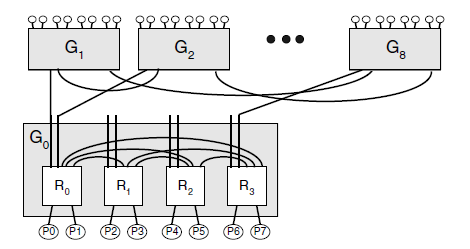 G1 G2 G8
G0
R0 R1 R2 R3
P0 P1 P2 P3 P4 P5 P6 P7